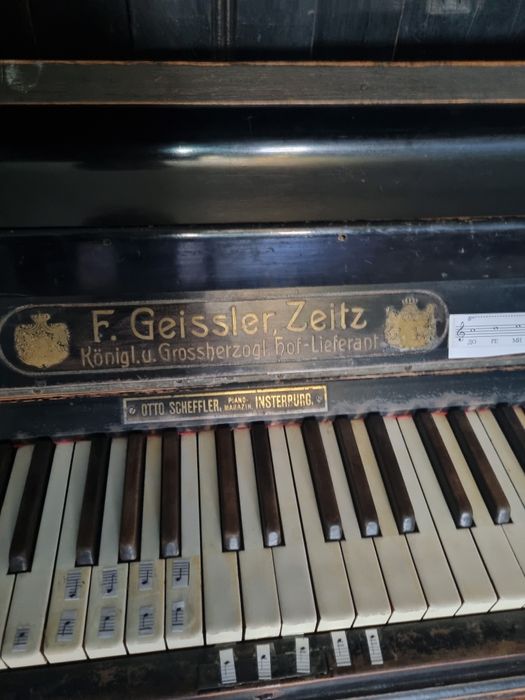 F. Geissler, Zeitz
Königl. u. Grossherzogl. Hof-Lieferant
OTTO SCHEFFLER, PIANO-MAGAZIN INSTERBURG.
ДО РЕ МИ